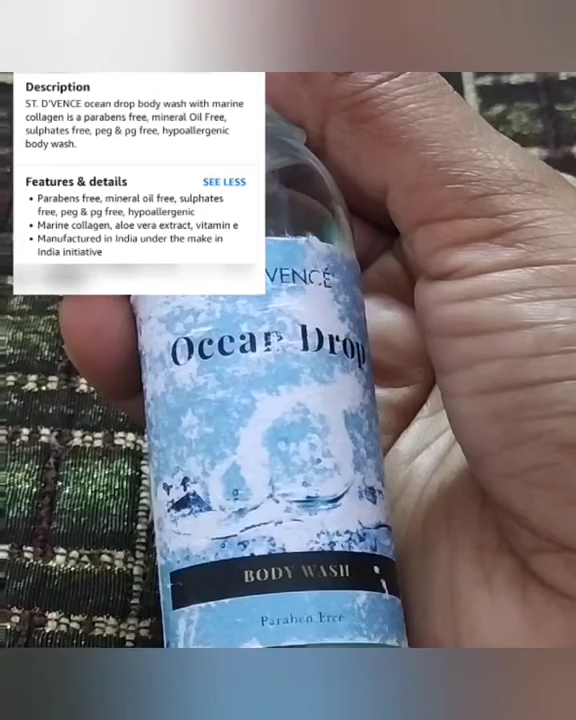 Description
ST. D'VENCE ocean drop body wash with marine
collagen is a parabens free, mineral Oil Free,
sulphates free, peg & pg free, hypoallergenic
body wash.
Features & details SEE LESS
• Parabens free, mineral oil free, sulphates
free, peg & pg free, hypoallergenic
• Marine collagen, aloe vera extract, vitamin e
• Manufactured in India under the make in
India initiative
VENCÉ
Ocean Drop
BODY WASH
Paraben Free